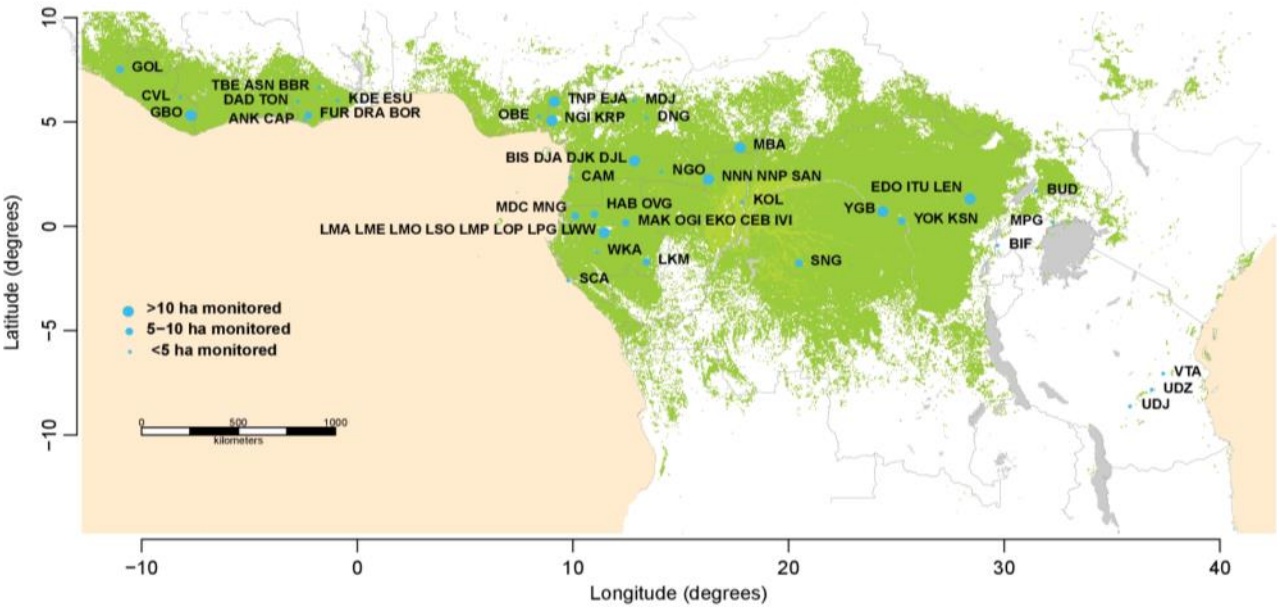 10
5
0
−5
−10
Latitude (degrees)
GOL
CVL
GBO
TBE ASN BBR
DAD TON
ANK CAP
KDE ESU
FUR DRA BOR
OBE
TNP EJA
MDJ
NGI KRP
DNG
MBA
BIS DJA DJK DJL
NGO
NNN NNP SAN
CAM
EDO ITU LEN
BUD
MDC MNG
HAB OVG
KOL
YGB
YOK KSN
MPG
MAK OGI EKO CEB IVI
LMA LME LMO LSO LMP LOP LPG LWW
BIF
WKA
LKM
SNG
SCA
>10 ha monitored
5−10 ha monitored
<5 ha monitored
VTA
UDZ
UDJ
0 500 1000
kilometers
−10 0 10 20 30 40
Longitude (degrees)